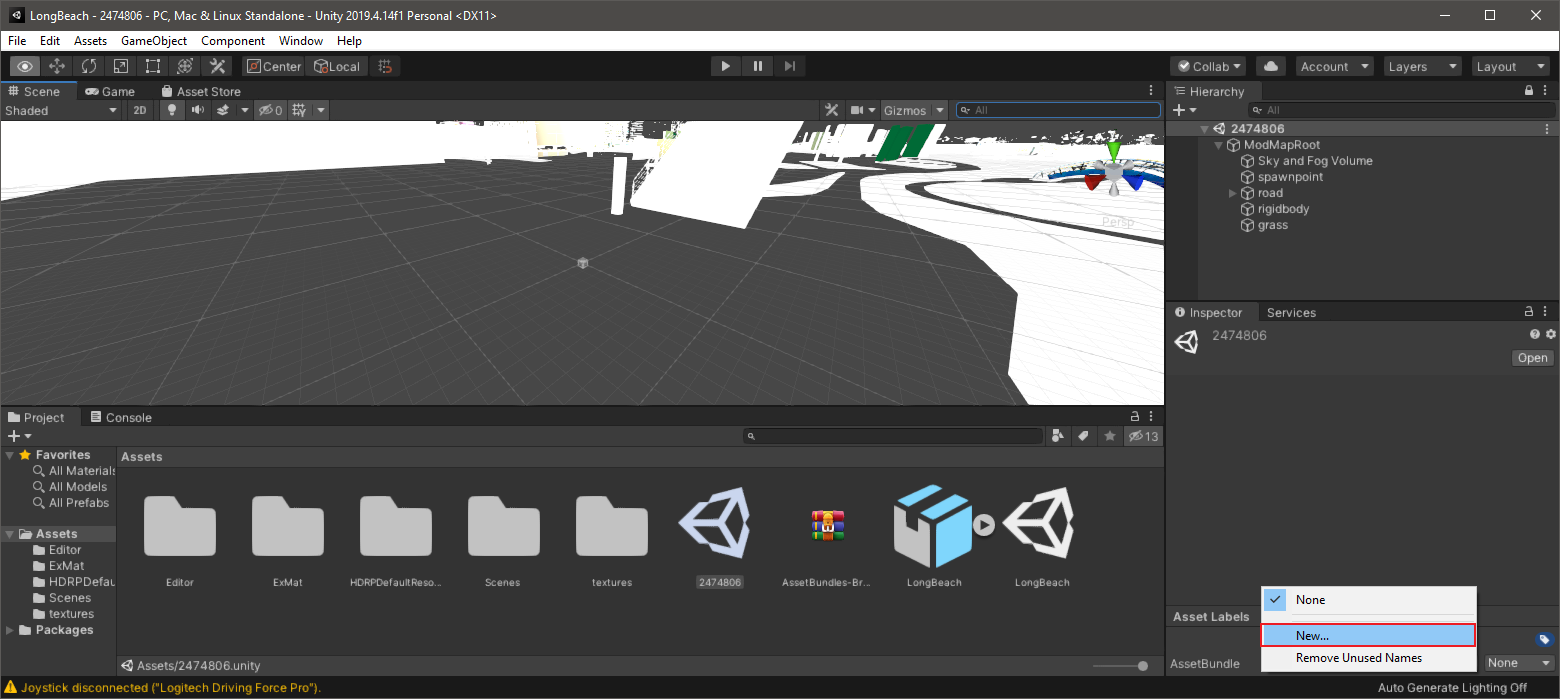 LongBeach - 2474806 - PC, Mac & Linux Standalone - Unity 2019.4.14f1 Personal <DX11>
File Edit Assets GameObject Component Window Help
Center Local Collab Account Layers Layout
Scene Game Asset Store
Shaded 2D 0 Gizmos All
Persp
Hierarchy
All
2474806
ModMapRoot
Sky and Fog Volume
spawnpoint
road
rigidbody
grass
Inspector Services
2474806
Open
Project Console
13
Favorites
All Materials
All Models
All Prefabs
Assets
Editor
ExMat
HDRPDefau
Scenes
textures
Packages
Assets
Editor ExMat HDRPDefaultReso... Scenes textures 2474806 AssetBundles-Br... LongBeach LongBeach
Assets/2474806.unity
Asset Labels
None
New...
Remove Unused Names
AssetBundle None
Joystick disconnected ("Logitech Driving Force Pro").
Auto Generate Lighting Off